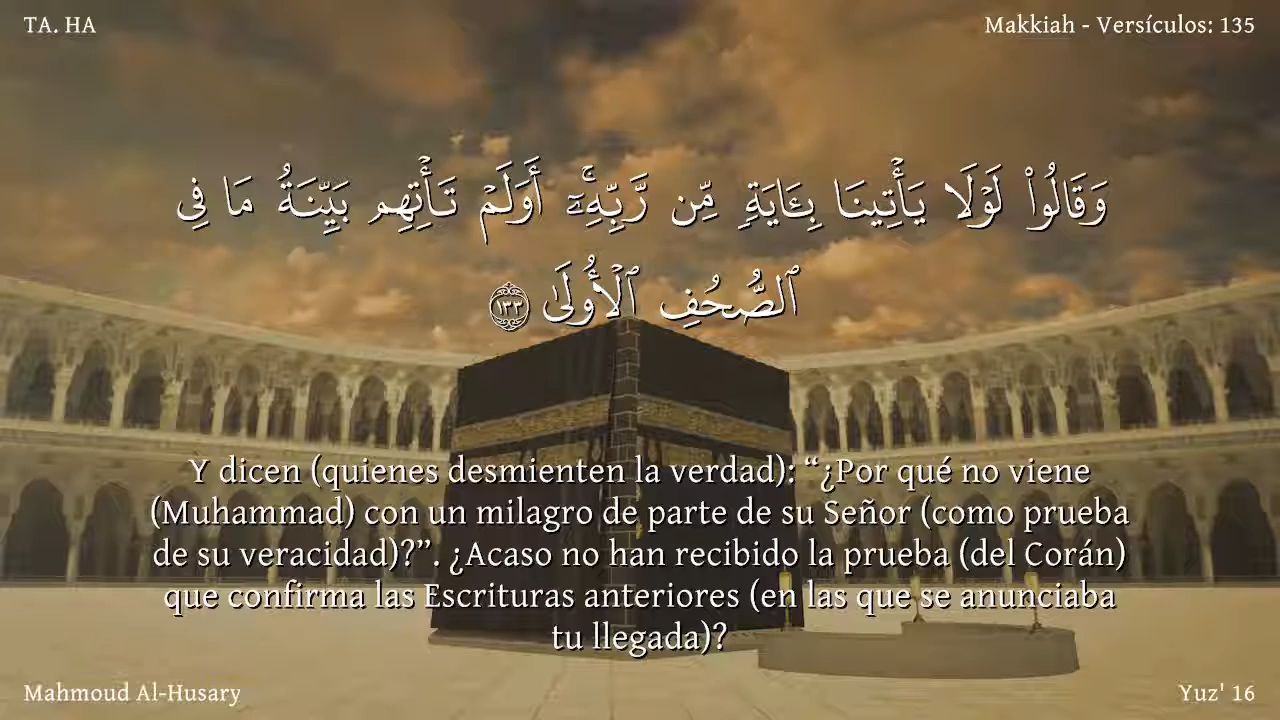 TA. HA
Makkiah - Versículos: 135
وَقَالُوا۟ لَوْلَا يَأْتِينَا بِـَٔايَةٍ مِّن رَّبِّهِۦٓ ۚ أَوَلَمْ تَأْتِهِم بَيِّنَةُ مَا فِى
ٱلصُّحُفِ ٱلْأُولَىٰ ١٣٣
Y dicen (quienes desmienten la verdad): “¿Por qué no viene
(Muhammad) con un milagro de parte de su Señor (como prueba
de su veracidad)?”. ¿Acaso no han recibido la prueba (del Corán)
que confirma las Escrituras anteriores (en las que se anunciaba
tu llegada)?
Mahmoud Al-Husary
Yuz' 16